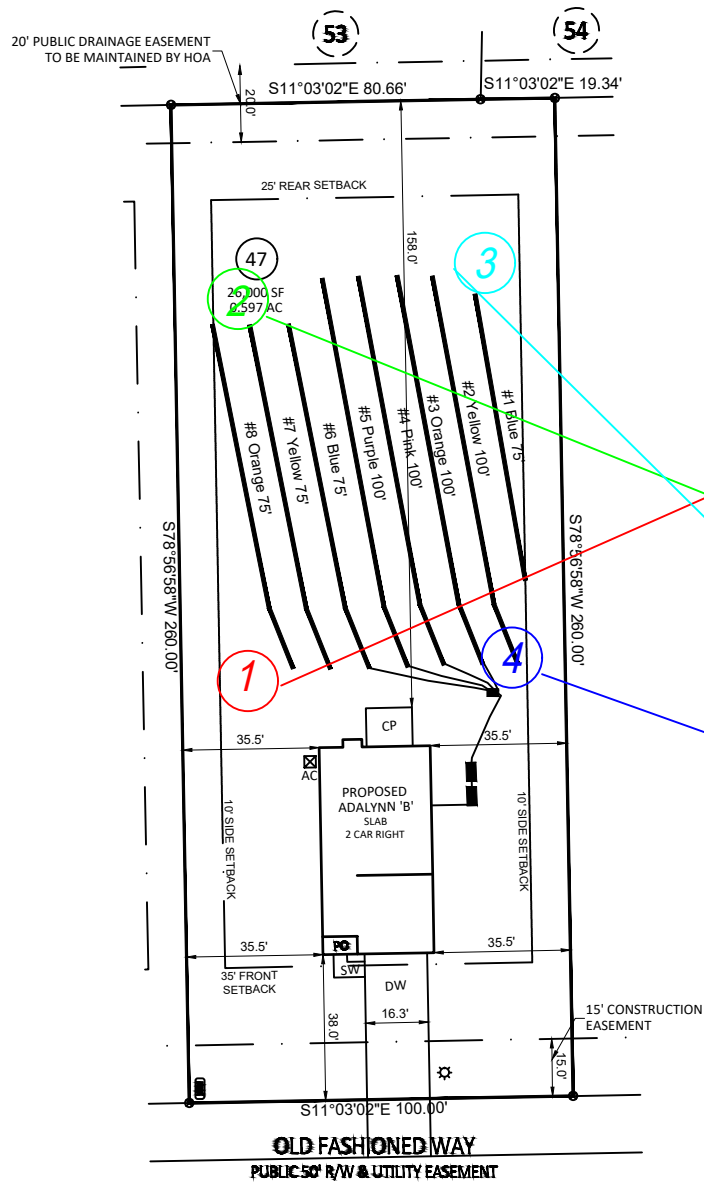 53
54
20' PUBLIC DRAINAGE EASEMENT
TO BE MAINTAINED BY HOA
S11°03'02"E 80.66'
S11°03'02"E 19.34'
20.0'
25' REAR SETBACK
158.0'
47
3
26,000 SF
0.597 AC
2
#8 Orange 75'
#7 Yellow 75'
#6 Blue 75'
#5 Purple 100'
#4 Pink 100'
#3 Orange 100'
#2 Yellow 100'
#1 Blue 75'
S78°56'58"W 260.00'
S78°56'58"W 260.00'
1
4
CP
35.5'
35.5'
AC
PROPOSED
ADALYNN 'B'
SLAB
2 CAR RIGHT
10' SIDE SETBACK
10' SIDE SETBACK
PO
35.5'
35.5'
SW
35' FRONT
SETBACK
DW
16.3'
38.0'
15' CONSTRUCTION
EASEMENT
15.0'
S11°03'02"E 100.00'
OLD FASHIONED WAY
PUBLIC 50' R/W & UTILITY EASEMENT